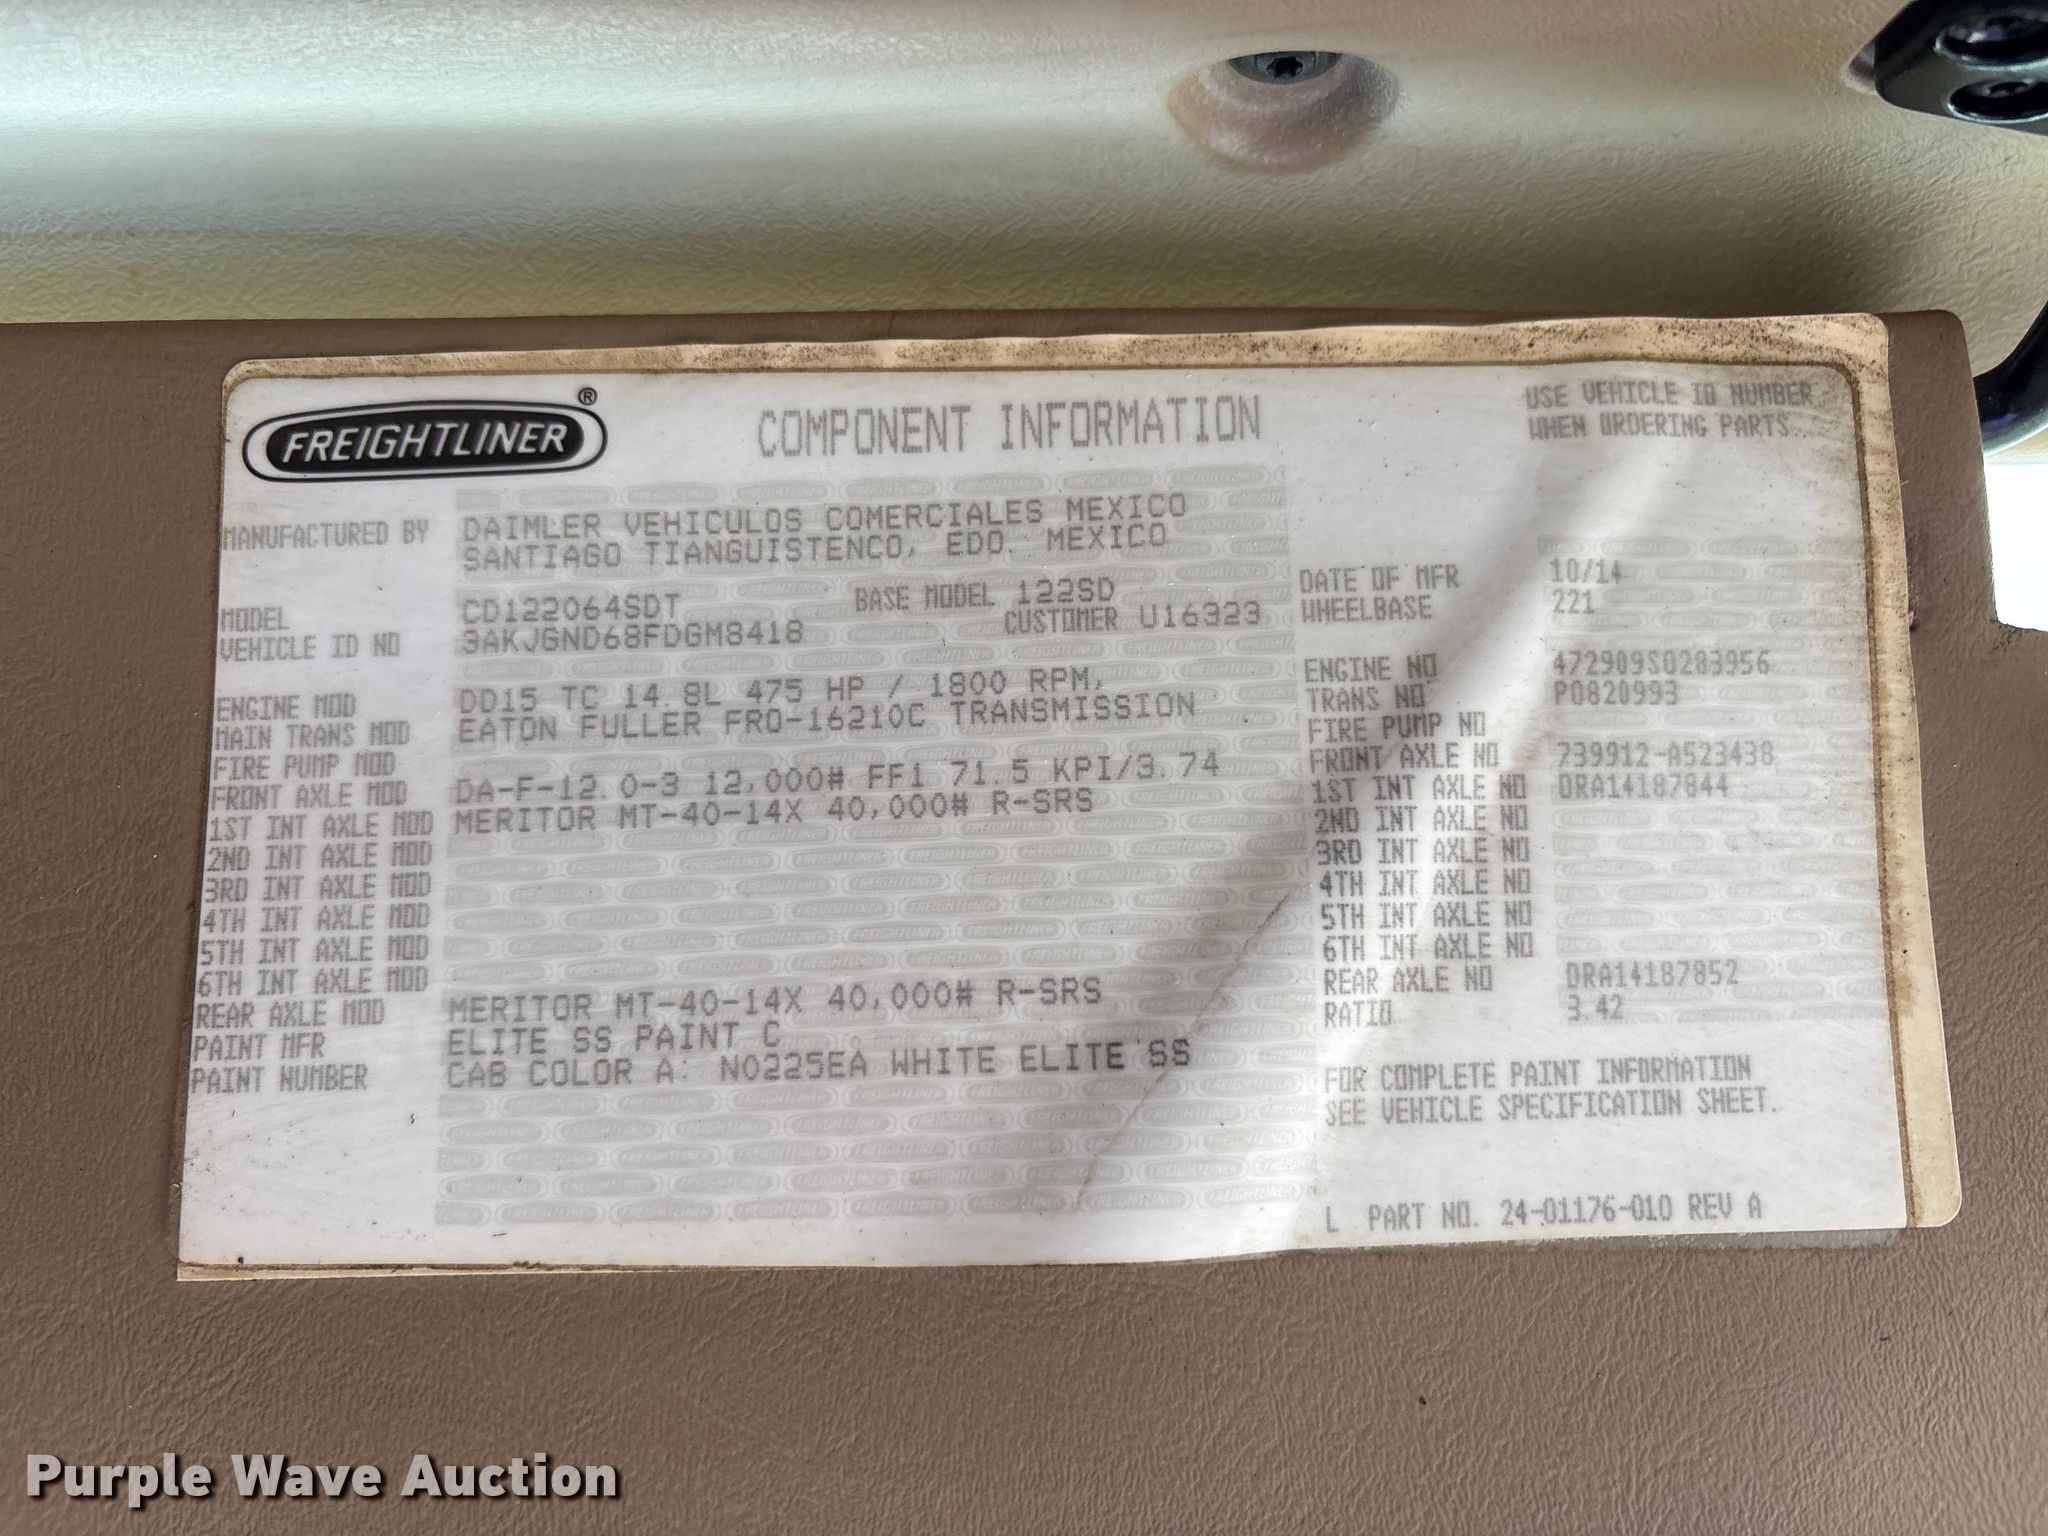 FREIGHTLINER®
COMPONENT INFORMATION
USE VEHICLE ID NUMBER
WHEN ORDERING PARTS.
MANUFACTURED BY DAIMLER VEHICULOS COMERCIALES MEXICO
SANTIAGO TIANGUISTENCO, EDO. MEXICO
DATE OF MFR 10/14
MODEL CD122064SDT BASE MODEL 122SD
WHEELBASE 221
VEHICLE ID NO 3AKJGND68FDGM8418 CUSTOMER U16323
ENGINE MOD DD15 TC 14.8L 475 HP / 1800 RPM,
ENGINE NO 472909S0283956
MAIN TRANS MOD EATON FULLER FRO-16210C TRANSMISSION
TRANS NO P0820993
FIRE PUMP MOD
FIRE PUMP NO
FRONT AXLE MOD DA-F-12.0-3 12,000# FF1 71.5 KPI/3.74
FRONT AXLE NO 739912-A523438
1ST INT AXLE MOD MERITOR MT-40-14X 40,000# R-SRS
1ST INT AXLE NO DRA14187844
2ND INT AXLE MOD
2ND INT AXLE NO
3RD INT AXLE MOD
3RD INT AXLE NO
4TH INT AXLE MOD
4TH INT AXLE NO
5TH INT AXLE MOD
5TH INT AXLE NO
6TH INT AXLE MOD
6TH INT AXLE NO
REAR AXLE MOD MERITOR MT-40-14X 40,000# R-SRS
REAR AXLE NO DRA14187852
PAINT MFR ELITE SS PAINT C
RATIO 3.42
PAINT NUMBER CAB COLOR A: N0225EA WHITE ELITE SS
FOR COMPLETE PAINT INFORMATION
SEE VEHICLE SPECIFICATION SHEET.
L PART NO. 24-01176-010 REV A
Purple Wave Auction